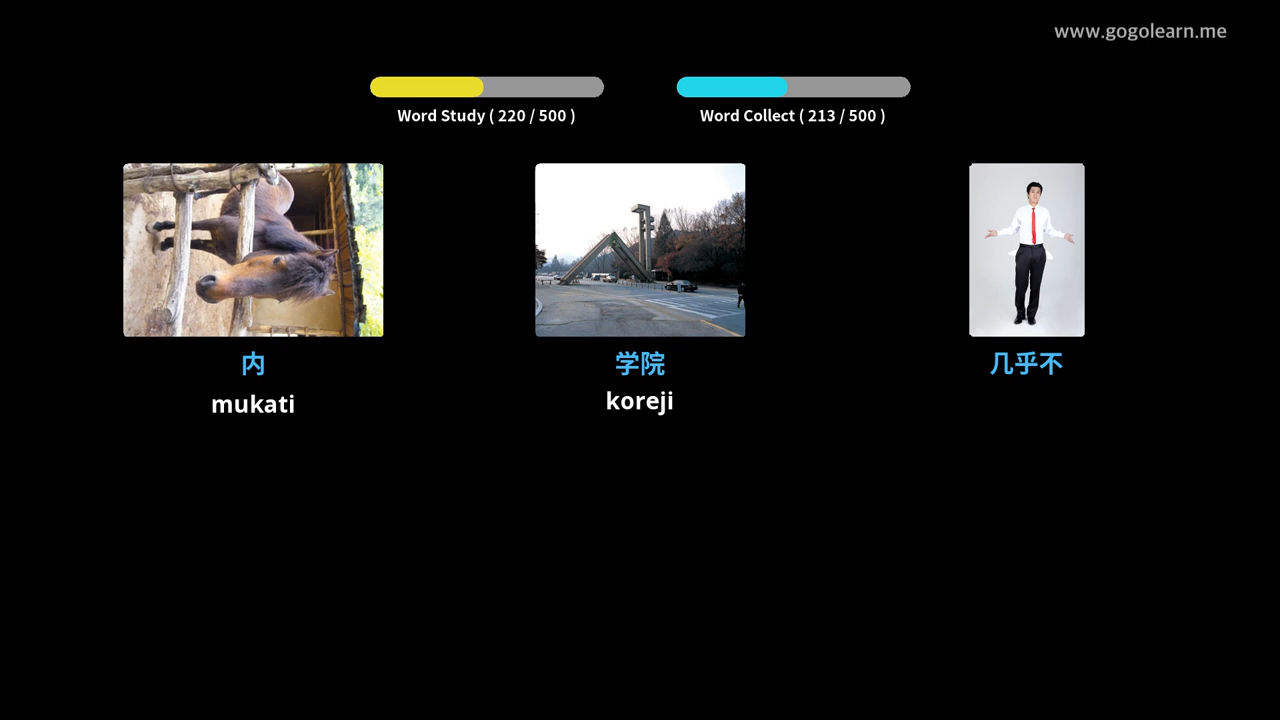 www.gogolearn.me
Word Study ( 220 / 500 )
Word Collect ( 213 / 500 )
内
学院
几乎不
mukati
koreji